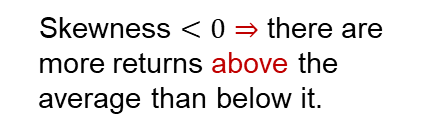 Skewness < 0 ⇒ there are
more returns above the
average than below it.